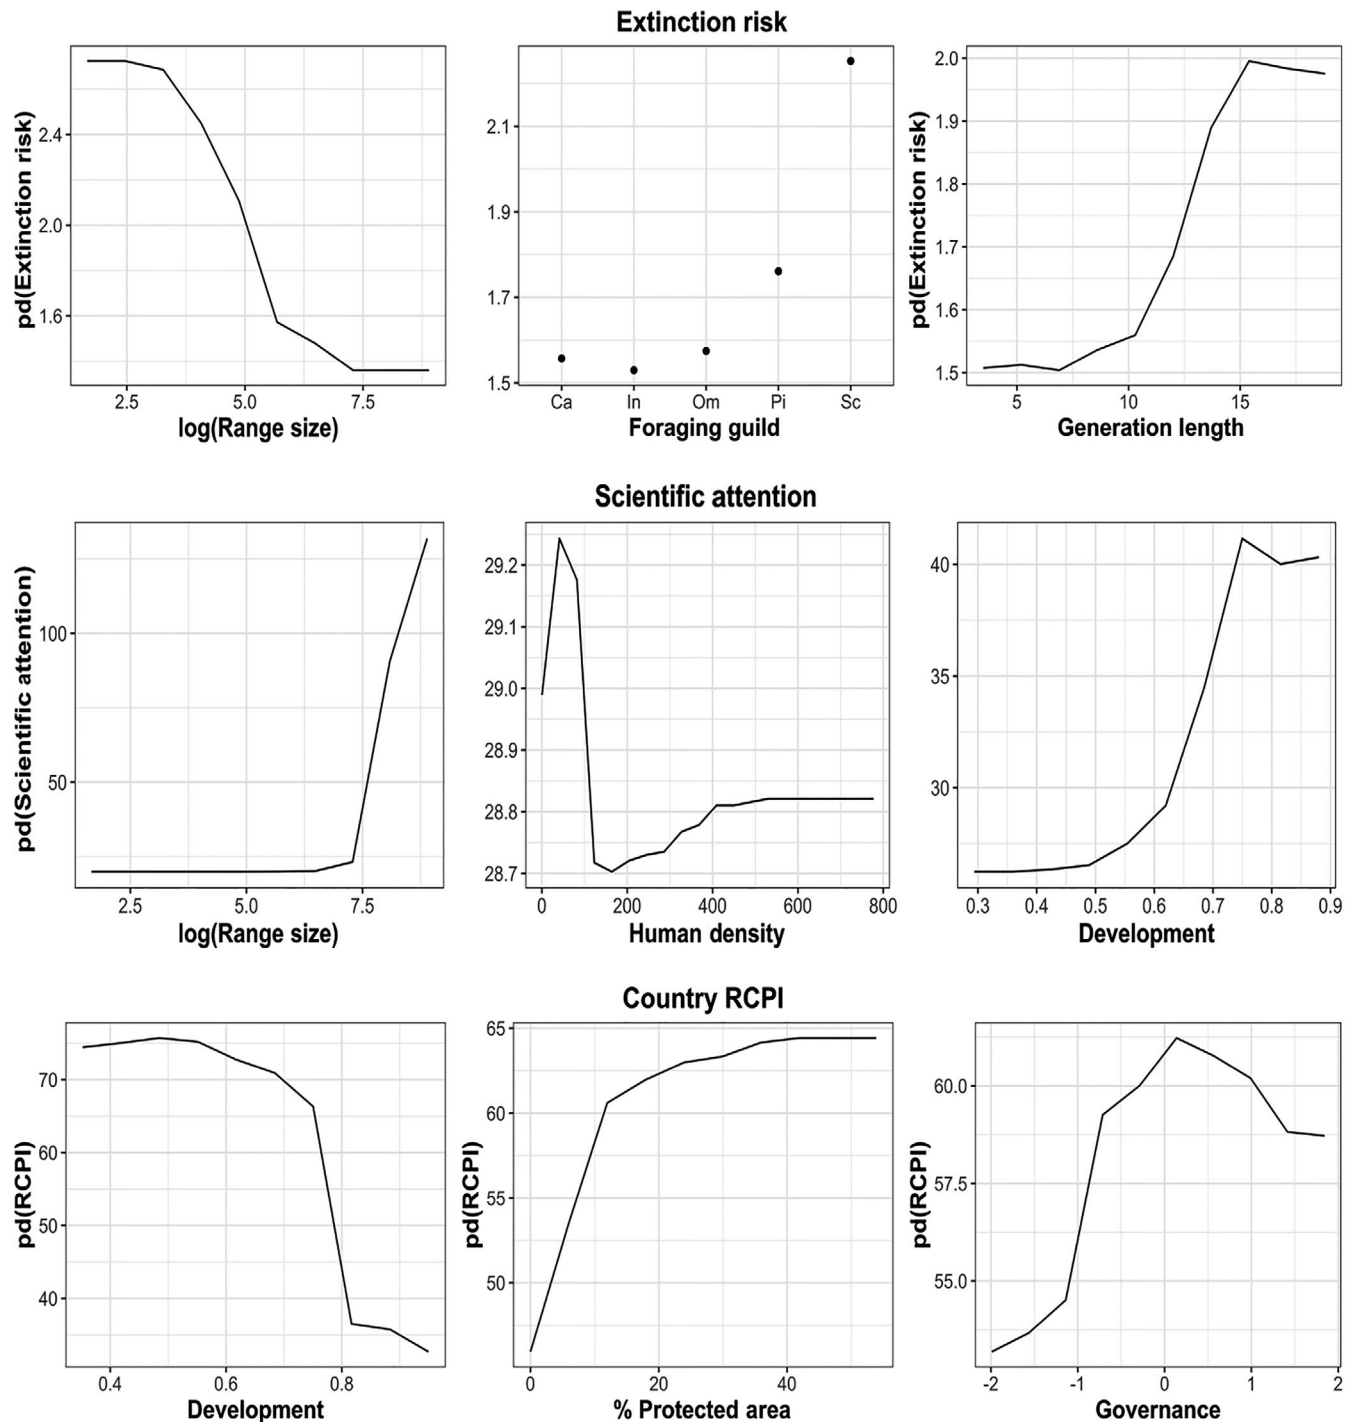 Extinction risk
pd(Extinction risk)
2.4
2.0
1.6
2.5
5.0
7.5
log(Range size)
2.1
1.9
1.7
1.5
Ca
In
Om
Pi
Sc
Foraging guild
pd(Extinction risk)
2.0
1.9
1.8
1.7
1.6
1.5
5
10
15
Generation length
Scientific attention
pd(Scientific attention)
100
50
2.5
5.0
7.5
log(Range size)
29.2
29.1
29.0
28.9
28.8
28.7
0
200
400
600
800
Human density
40
35
30
0.3
0.4
0.5
0.6
0.7
0.8
0.9
Development
Country RCPI
pd(RCPI)
70
60
50
40
0.4
0.6
0.8
Development
pd(RCPI)
65
60
55
50
0
20
40
% Protected area
pd(RCPI)
60.0
57.5
55.0
-2
-1
0
1
2
Governance